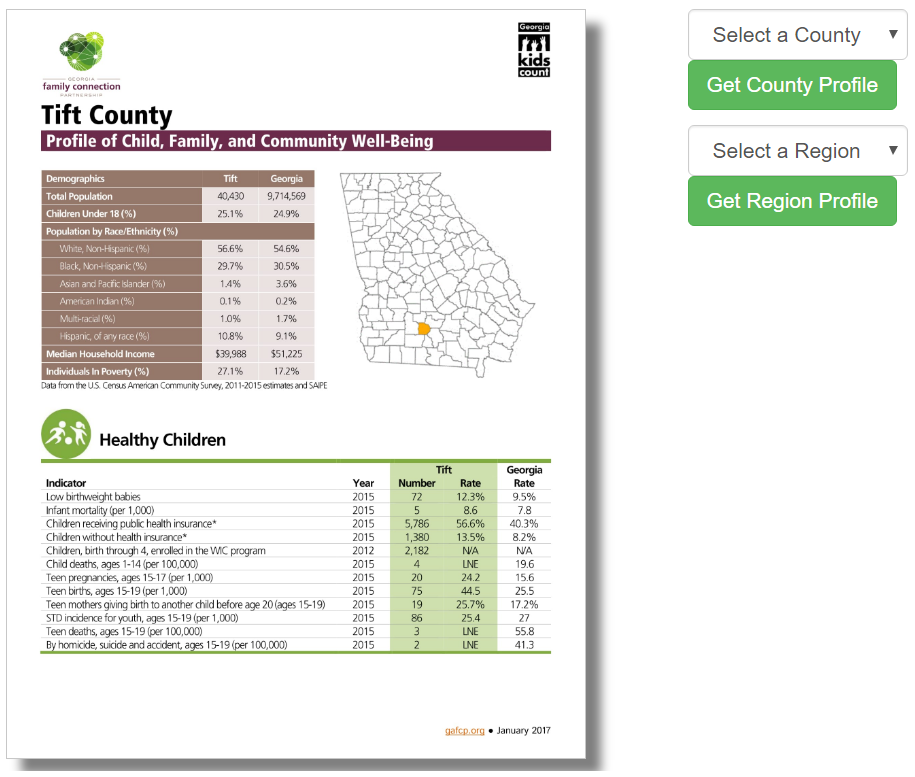 GEORGIA
family connection
PARTNERSHIP
Georgia
kids
count
Tift County
Profile of Child, Family, and Community Well-Being
Demographics Tift Georgia
Total Population 40,430 9,714,569
Children Under 18 (%) 25.1% 24.9%
Population by Race/Ethnicity (%)
White, Non-Hispanic (%) 56.6% 54.6%
Black, Non-Hispanic (%) 29.7% 30.5%
Asian and Pacific Islander (%) 1.4% 3.6%
American Indian (%) 0.1% 0.2%
Multi-racial (%) 1.0% 1.7%
Hispanic, of any race (%) 10.8% 9.1%
Median Household Income $39,988 $51,225
Individuals In Poverty (%) 27.1% 17.2%
Data from the U.S. Census American Community Survey, 2011-2015 estimates and SAIPE
Healthy Children
Tift Georgia
Indicator Year Number Rate Rate
Low birthweight babies 2015 72 12.3% 9.5%
Infant mortality (per 1,000) 2015 5 8.6 7.8
Children receiving public health insurance* 2015 5,786 56.6% 40.3%
Children without health insurance* 2015 1,380 13.5% 8.2%
Children, birth through 4, enrolled in the WIC program 2012 2,182 N/A N/A
Child deaths, ages 1-14 (per 100,000) 2015 4 LNE 19.6
Teen pregnancies, ages 15-17 (per 1,000) 2015 20 24.2 15.6
Teen births, ages 15-19 (per 1,000) 2015 75 44.5 25.5
Teen mothers giving birth to another child before age 20 (ages 15-19) 2015 19 25.7% 17.2%
STD incidence for youth, ages 15-19 (per 1,000) 2015 86 25.4 27
Teen deaths, ages 15-19 (per 100,000) 2015 3 LNE 55.8
By homicide, suicide and accident, ages 15-19 (per 100,000) 2015 2 LNE 41.3
gafcp.org • January 2017
Select a County
Get County Profile
Select a Region
Get Region Profile